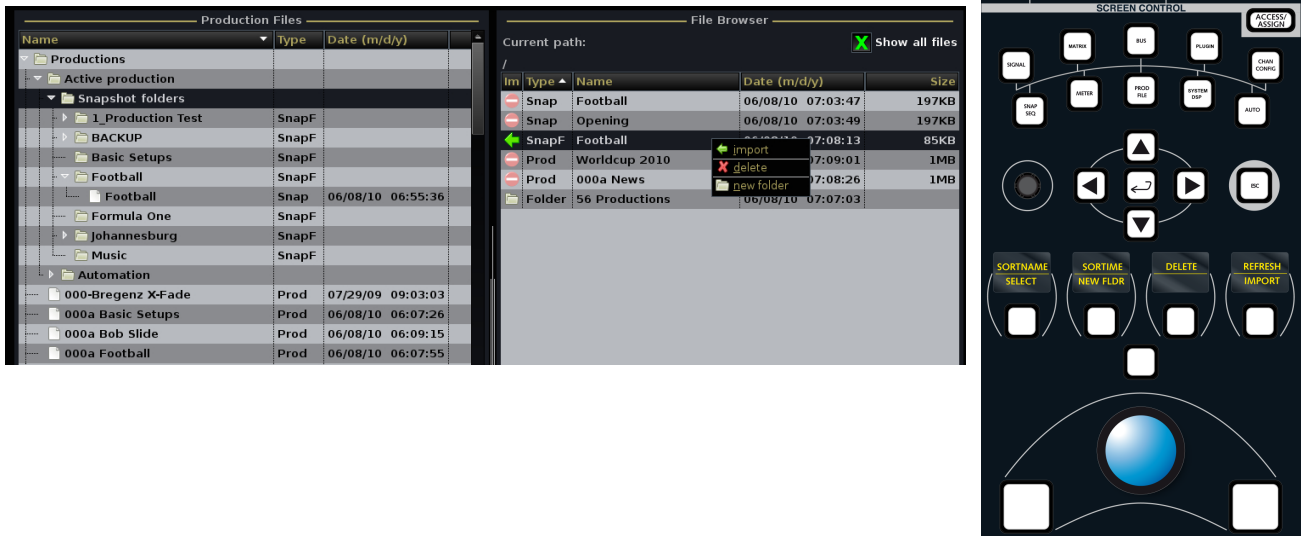 Production Files
Name Type Date (m/d/y)
Productions
Active production
Snapshot folders
1_Production Test SnapF
BACKUP SnapF
Basic Setups SnapF
Football SnapF
Football Snap 06/08/10 06:55:36
Formula One SnapF
Johannesburg SnapF
Music SnapF
Automation
000-Bregenz X-Fade Prod 07/29/09 09:03:03
000a Basic Setups Prod 06/08/10 06:07:26
000a Bob Slide Prod 06/08/10 06:09:15
000a Football Prod 06/08/10 06:07:55
File Browser
Current path:
X Show all files
/
Im Type Name Date (m/d/y) Size
Snap Football 06/08/10 07:03:47 197KB
Snap Opening 06/08/10 07:03:49 197KB
SnapF Football 07:08:13 85KB
Prod Worldcup 2010 07:09:01 1MB
Prod 000a News 07:08:26 1MB
Folder 56 Productions 06/08/10 07:07:03
import
delete
new folder
SCREEN CONTROL
ACCESS/
ASSIGN
SIGNAL
MATRIX
BUS
PLUGIN
CHAN
CONFIG
SNAP
SEQ
METER
PROD
FILE
SYSTEM
DSP
AUTO
ESC
SORTNAME
SELECT
SORTIME
NEW FLDR
DELETE
REFRESH
IMPORT